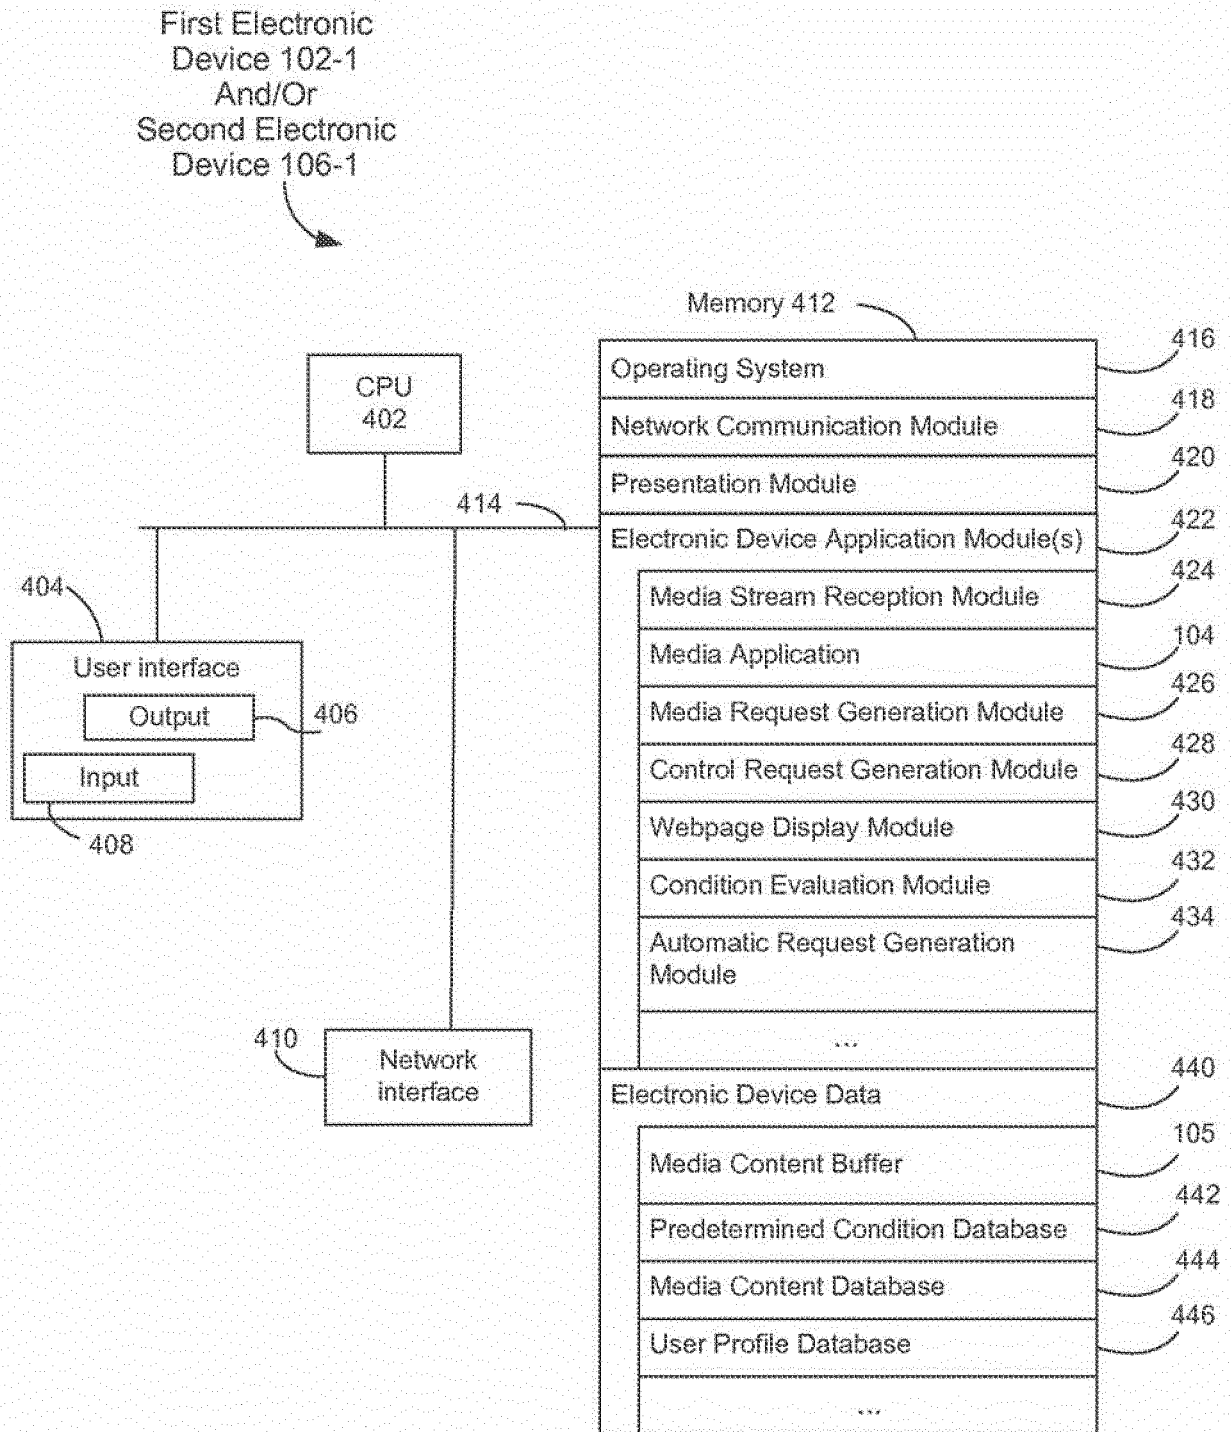 First Electronic
Device 102-1
And/Or
Second Electronic
Device 106-1
Memory 412
CPU
402
414
404
User interface
Output
406
Input
408
410
Network
interface
Operating System
416
Network Communication Module
418
Presentation Module
420
Electronic Device Application Module(s)
422
Media Stream Reception Module
424
Media Application
104
Media Request Generation Module
426
Control Request Generation Module
428
Webpage Display Module
430
Condition Evaluation Module
432
Automatic Request Generation
Module
434
...
Electronic Device Data
440
Media Content Buffer
105
Predetermined Condition Database
442
Media Content Database
444
User Profile Database
446
...